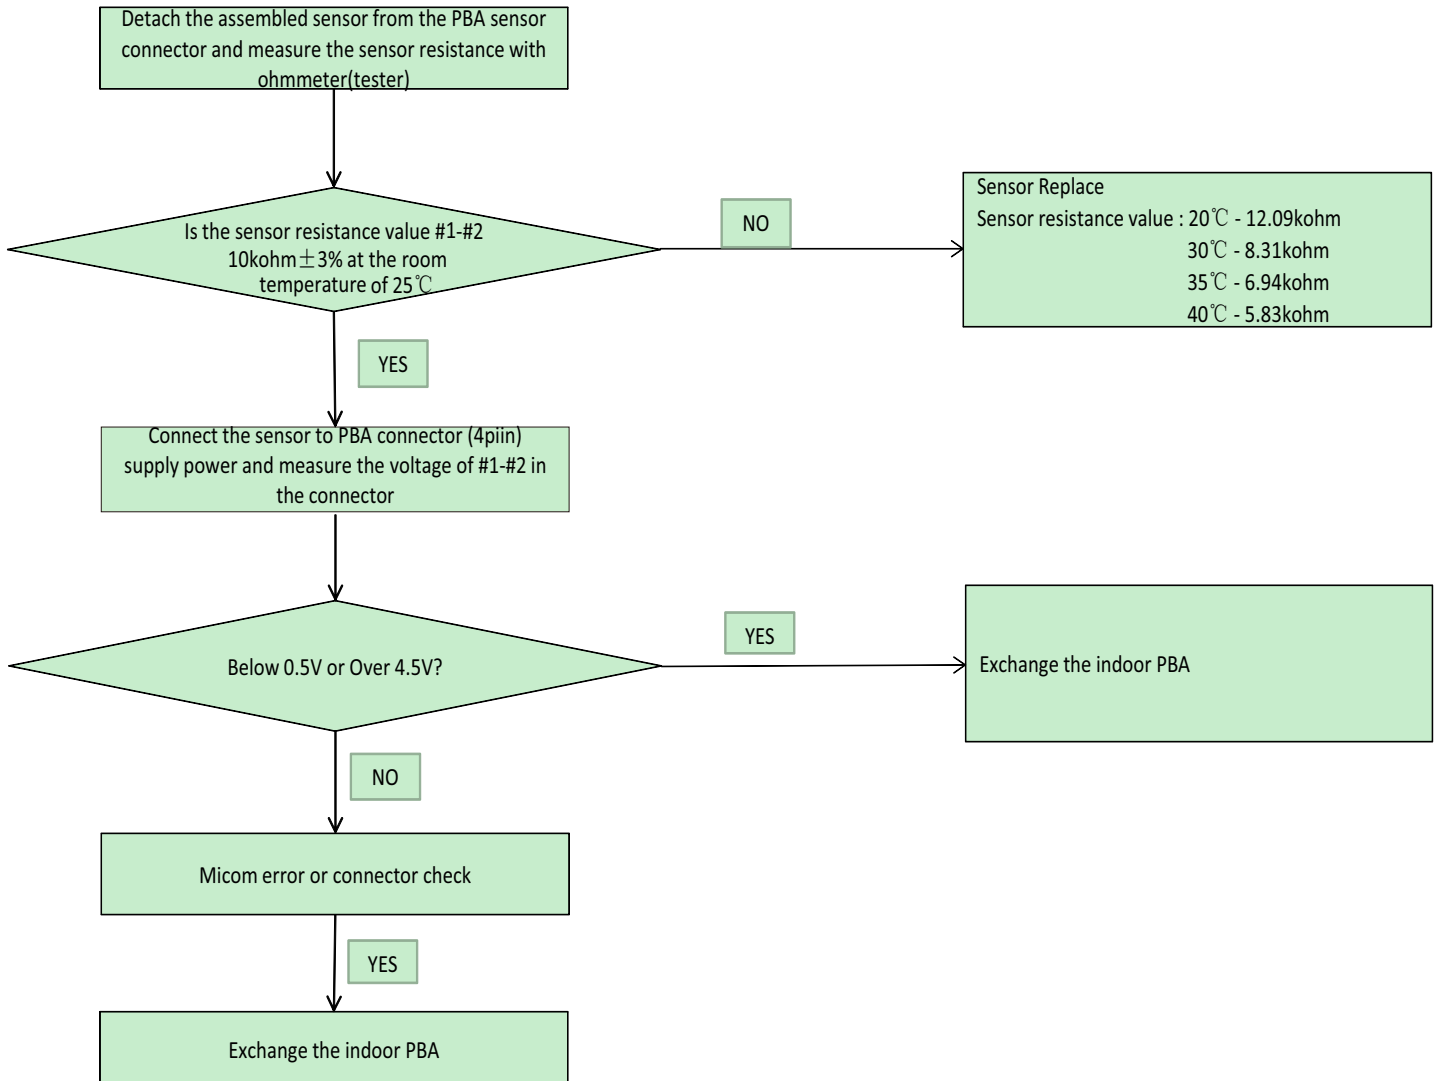 Detach the assembled sensor from the PBA sensor
connector and measure the sensor resistance with
ohmmeter(tester)
Is the sensor resistance value #1-#2
10kohm±3% at the room
temperature of 25℃
NO
Sensor Replace
Sensor resistance value : 20℃ - 12.09kohm
30℃ - 8.31kohm
35℃ - 6.94kohm
40℃ - 5.83kohm
YES
Connect the sensor to PBA connector (4piin)
supply power and measure the voltage of #1-#2 in
the connector
Below 0.5V or Over 4.5V?
YES
Exchange the indoor PBA
NO
Micom error or connector check
YES
Exchange the indoor PBA